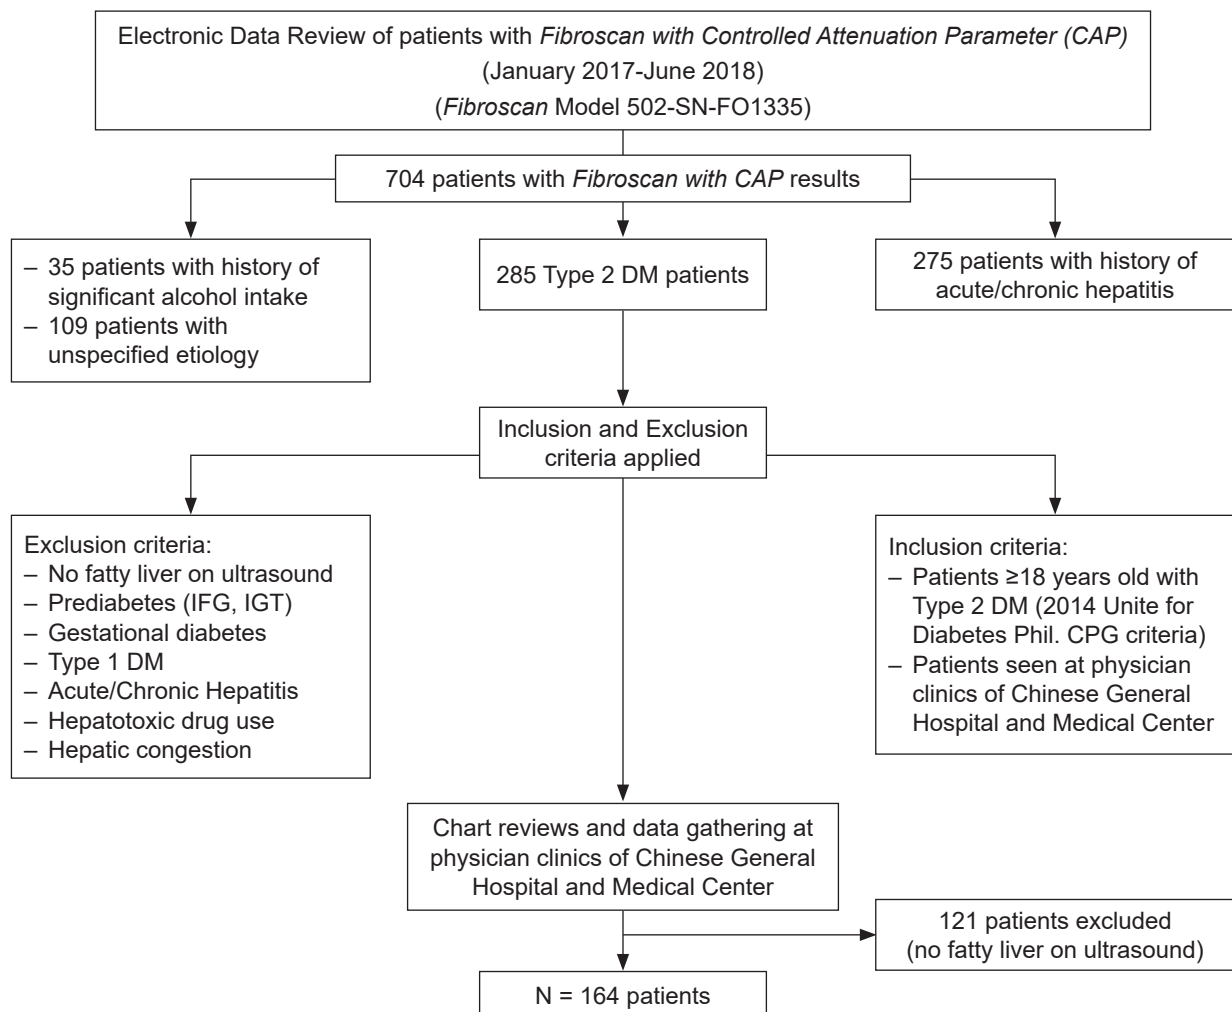 Electronic Data Review of patients with Fibroscan with Controlled Attenuation Parameter (CAP)
(January 2017-June 2018)
(Fibroscan Model 502-SN-FO1335)
704 patients with Fibroscan with CAP results
– 35 patients with history of
significant alcohol intake
– 109 patients with
unspecified etiology
285 Type 2 DM patients
275 patients with history of
acute/chronic hepatitis
Inclusion and Exclusion
criteria applied
Exclusion criteria:
– No fatty liver on ultrasound
– Prediabetes (IFG, IGT)
– Gestational diabetes
– Type 1 DM
– Acute/Chronic Hepatitis
– Hepatotoxic drug use
– Hepatic congestion
Inclusion criteria:
– Patients ≥18 years old with
Type 2 DM (2014 Unite for
Diabetes Phil. CPG criteria)
– Patients seen at physician
clinics of Chinese General
Hospital and Medical Center
Chart reviews and data gathering at
physician clinics of Chinese General
Hospital and Medical Center
121 patients excluded
(no fatty liver on ultrasound)
N = 164 patients